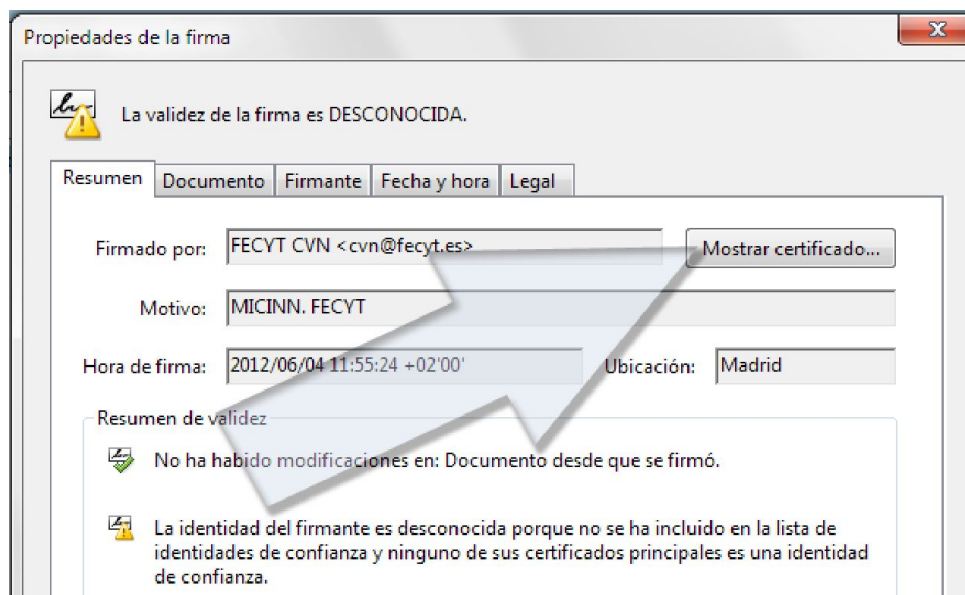 Propiedades de la firma
La validez de la firma es DESCONOCIDA.
Resumen Documento Firmante Fecha y hora Legal
Firmado por: FECYT CVN <cvn@fecyt.es> Mostrar certificado...
Motivo: MICINN. FECYT
Hora de firma: 2012/06/04 11:55:24 +02'00' Ubicación: Madrid
Resumen de validez
No ha habido modificaciones en: Documento desde que se firmó.
La identidad del firmante es desconocida porque no se ha incluido en la lista de
identidades de confianza y ninguno de sus certificados principales es una identidad
de confianza.